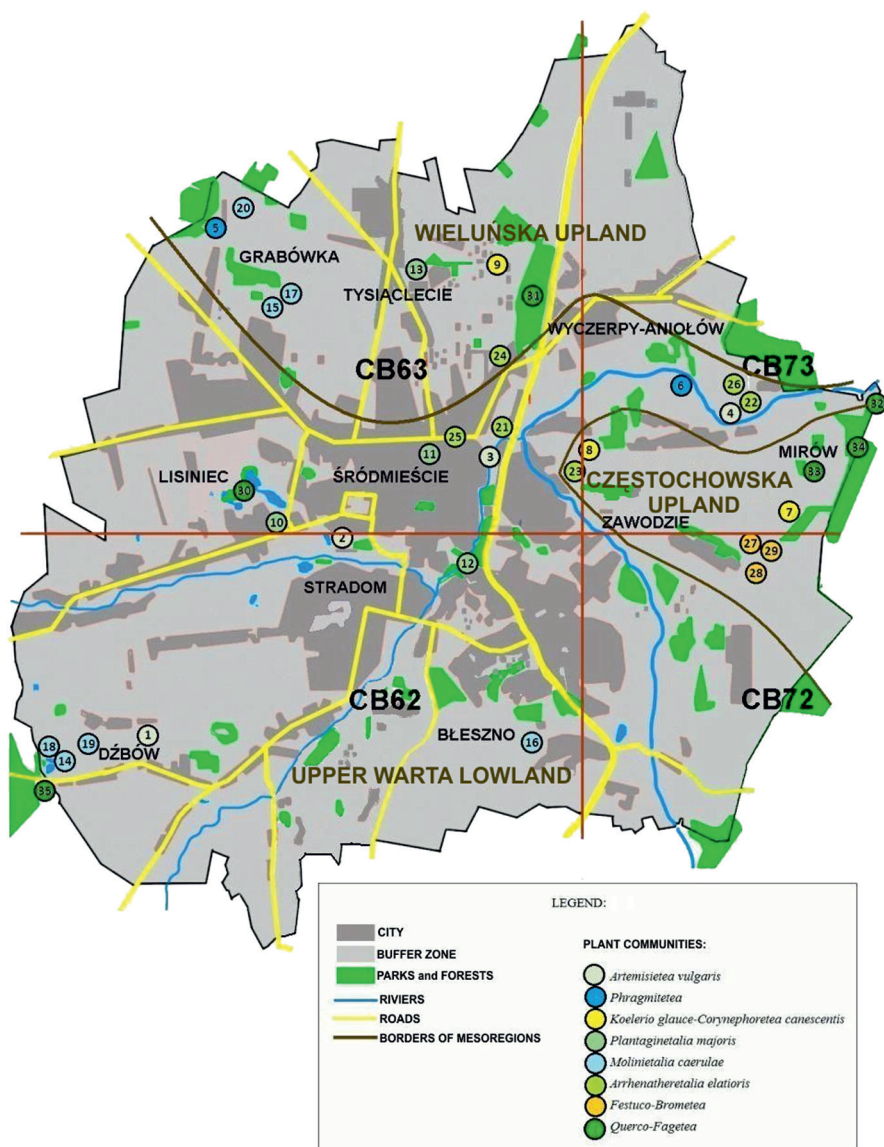 20
5
WIELUŃSKA UPLAND
GRABÓWKA
13
9
TYSIĄCLECIE
17
15
31
WYCZERPY-ANIOŁÓW
24
CB63
CB73
6
26
22
32
4
21
25
11
3
8
34
MIRÓW
LISINIEC
ŚRÓDMIEŚCIE
23
33
CZĘSTOCHOWSKA
UPLAND
30
7
10
ZAWODZIE
2
27
29
12
28
STRADOM
CB62
CB72
1
BŁESZNO
16
18
19
DŹBÓW
14
UPPER WARTA LOWLAND
35
LEGEND:
CITY
BUFFER ZONE
PARKS and FORESTS
RIVIERS
ROADS
BORDERS OF MESOREGIONS
PLANT COMMUNITIES:
Artemisietea vulgaris
Phragmitetea
Koelerio glauce-Corynephoretea canescentis
Plantaginetalia majoris
Molinietalia caerulae
Arrhenatheretalia elatioris
Festuco-Brometea
Querco-Fagetea